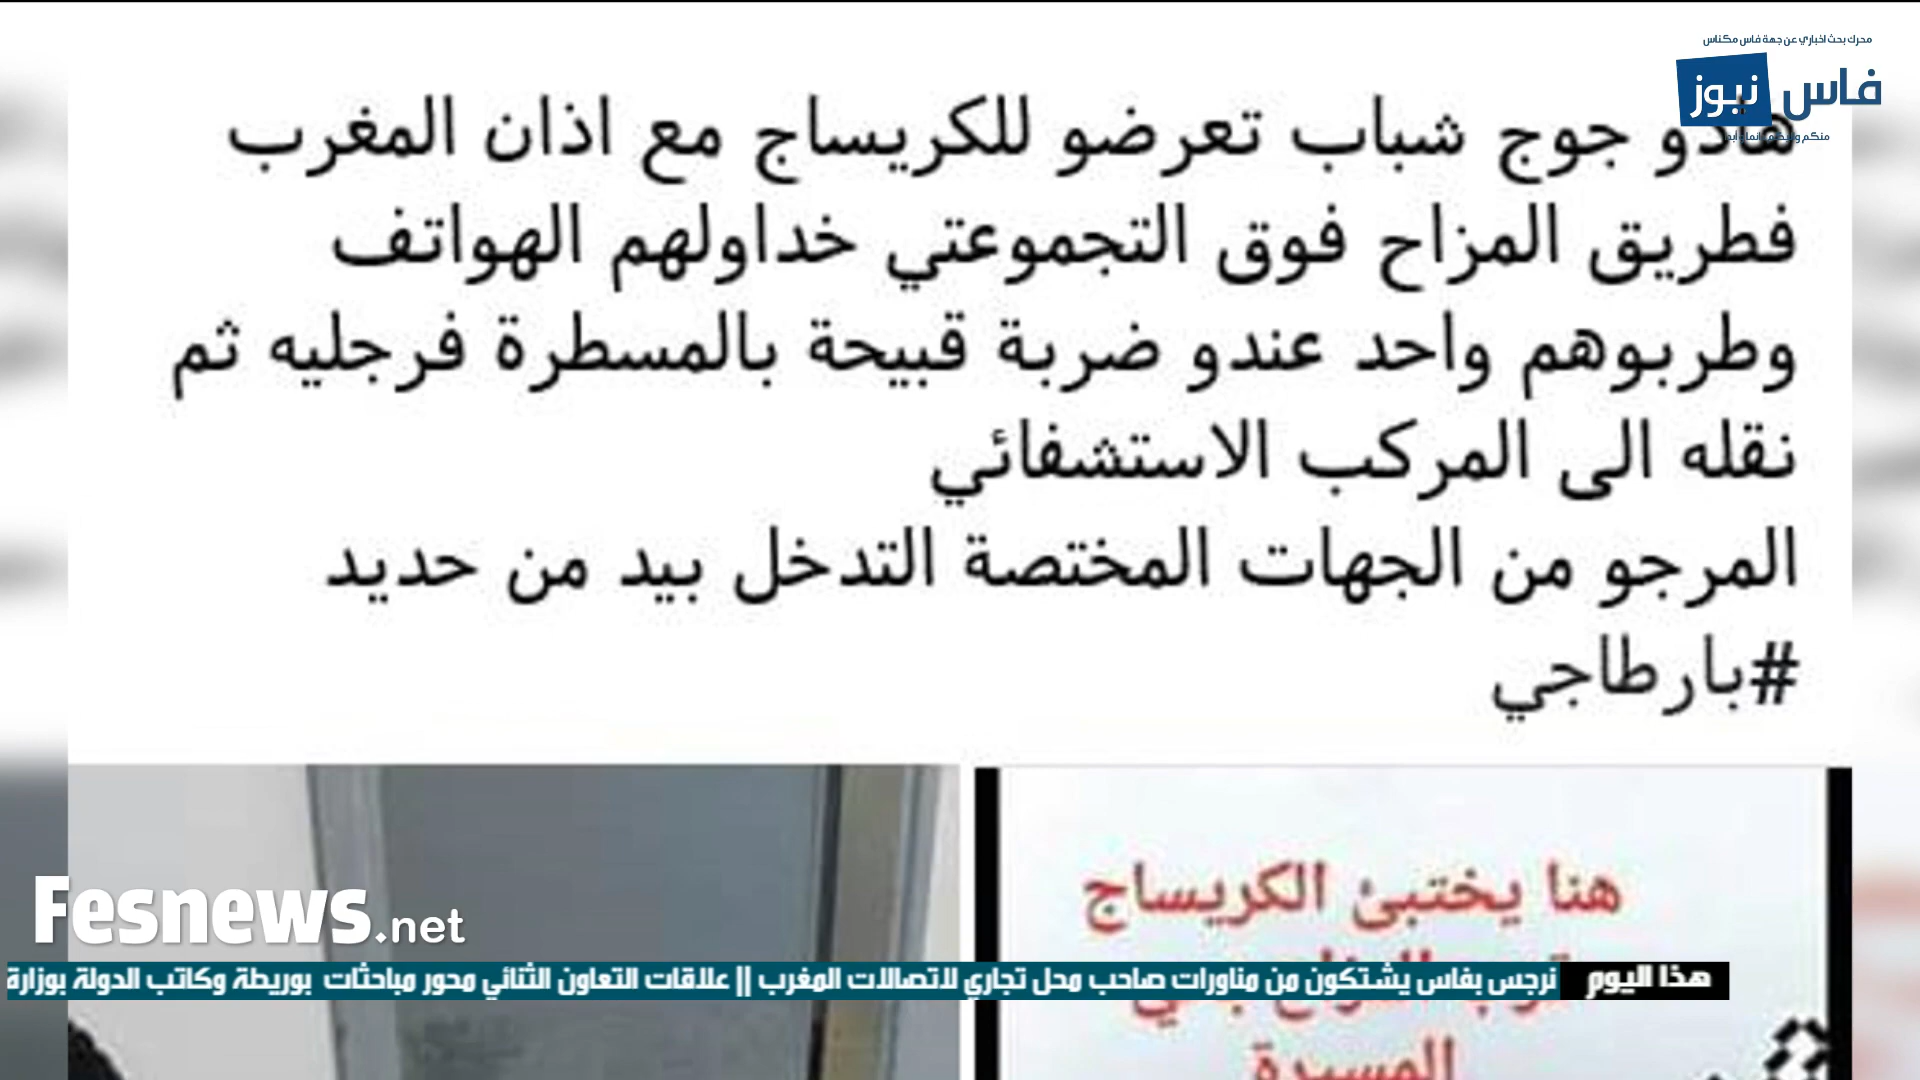 محرك بحث اخباري عن جهة فاس مكناس
فاس نيوز
هادو جوج شباب تعرضو للكريساج مع اذان المغرب
فطريق المزاح فوق التجموعتي خداولهم الهواتف
وطربوهم واحد عندو ضربة قبيحة بالمسطرة فرجليه ثم
نقله الى المركب الاستشفائي
المرجو من الجهات المختصة التدخل بيد من حديد
#بارطاجي
هنا يختبئ الكريساج
المسيرة
Fesnews.net
هذا اليوم
نرجس بفاس يشتكون من مناورات صاحب محل تجاري لاتصالات المغرب || علاقات التعاون الثنائي محور مباحثات بوريطة وكاتب الدولة بوزارة